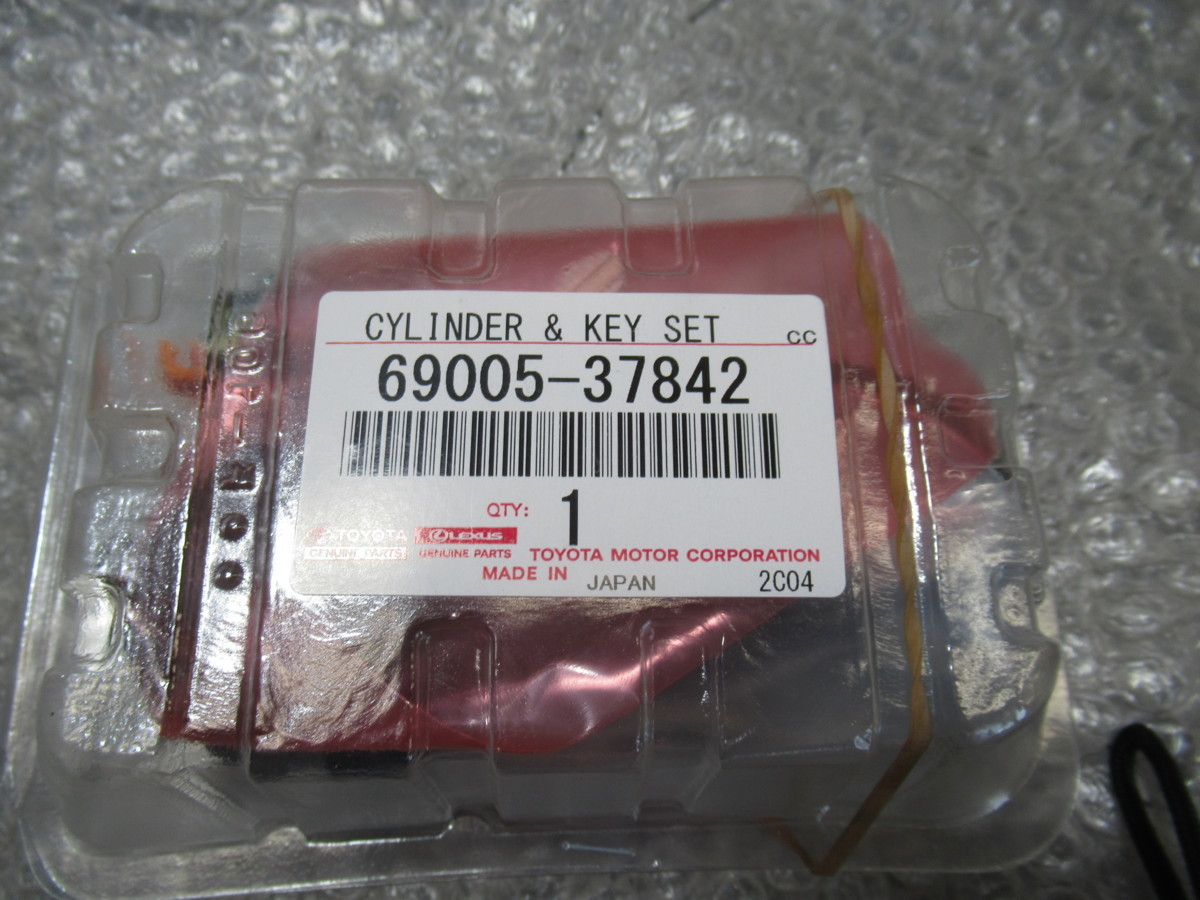 CYLINDER & KEY SET CC
69005-37842
QTY: 1
TOYOTA LEXUS
GENUINE PARTS GENUINE PARTS TOYOTA MOTOR CORPORATION
MADE IN JAPAN 2C04